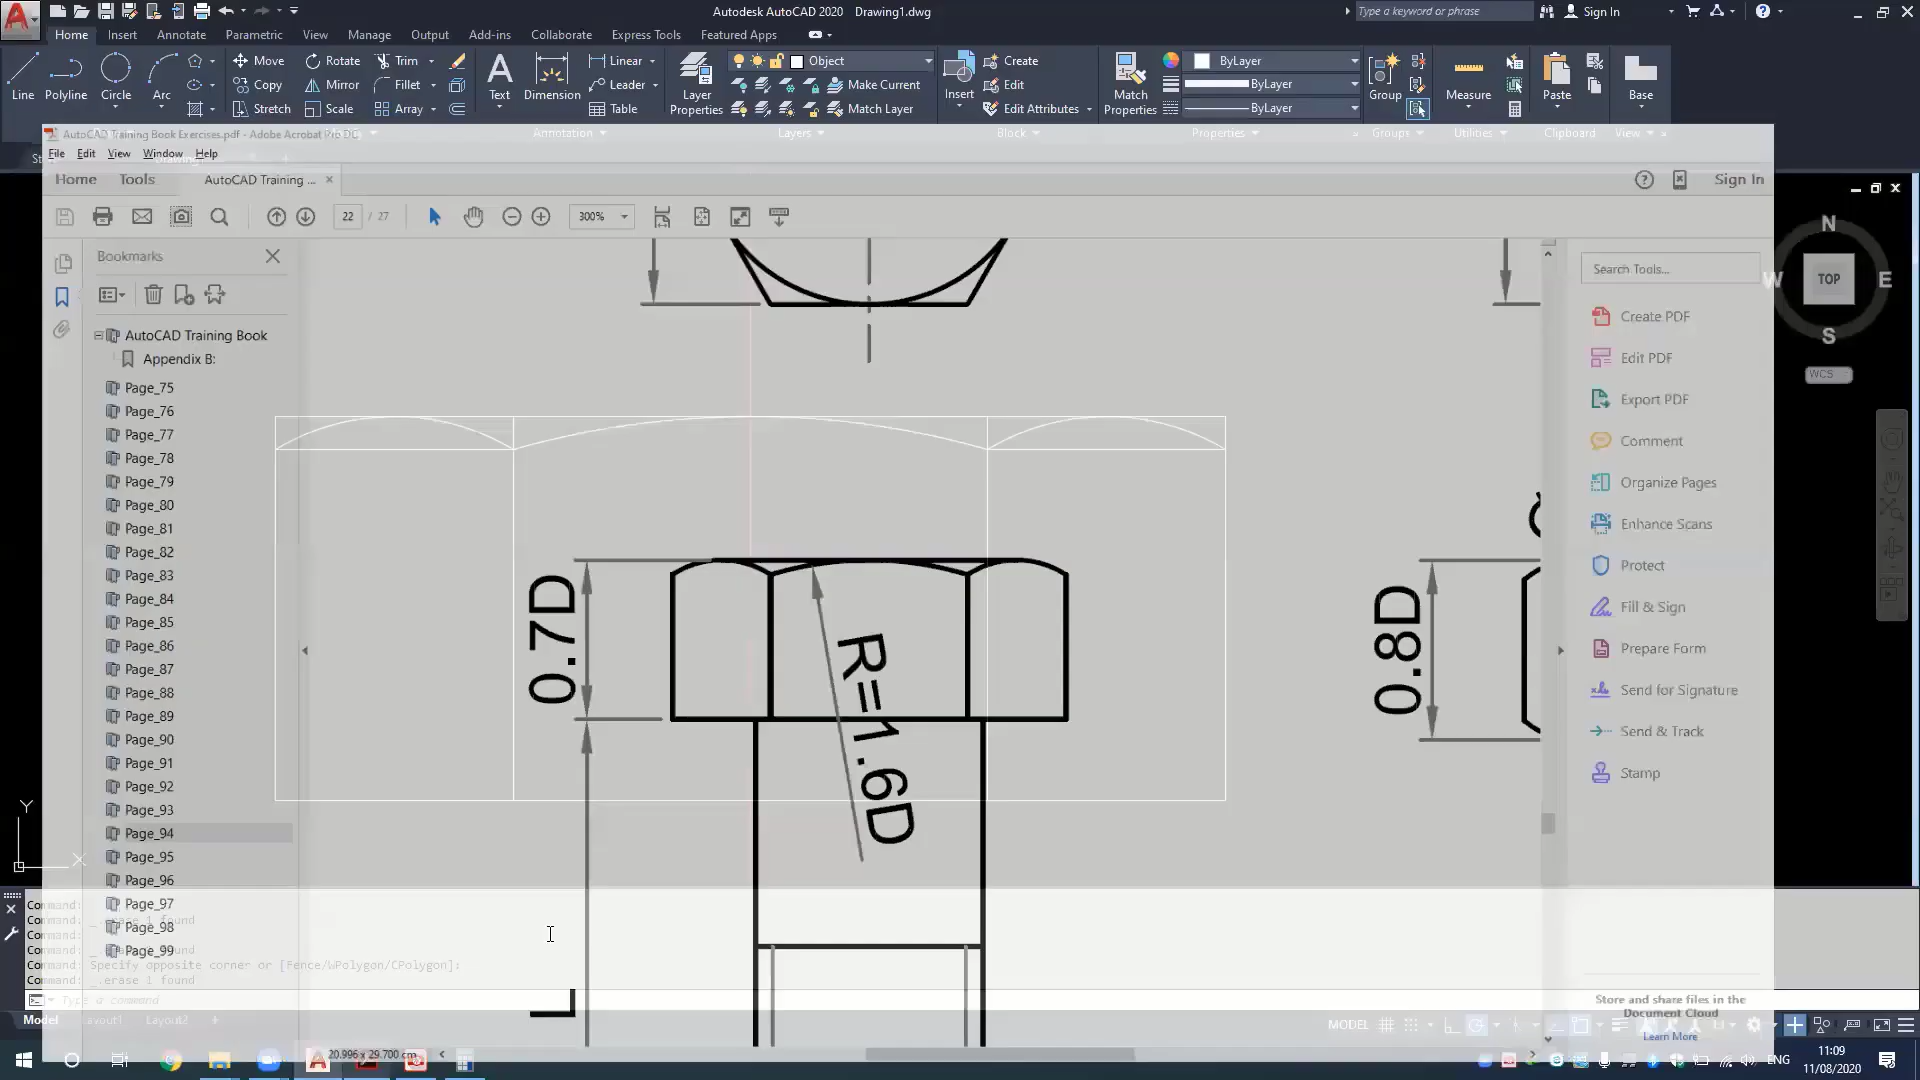 Autodesk AutoCAD 2020 Drawing1.dwg
Type a keyword or phrase
Sign In
Home Insert Annotate Parametric View Manage Output Add-ins Collaborate Express Tools Featured Apps
Line Polyline Circle Arc
Move Rotate Trim
Copy Mirror Fillet
Stretch Scale Array
Text Dimension
Linear
Leader
Table
Layer Properties
Object
Make Current
Match Layer
Insert
Create
Edit
Edit Attributes
Match Properties
ByLayer
ByLayer
ByLayer
Group Measure Paste Base
Annotation Layers Block Properties Groups Utilities Clipboard View
AutoCAD Training Book Exercises.pdf - Adobe Acrobat Pro
File Edit View Window Help
Home Tools AutoCAD Training ...
Sign In
22 / 27
300%
Bookmarks
AutoCAD Training Book
Appendix B:
Page_75
Page_76
Page_77
Page_78
Page_79
Page_80
Page_81
Page_82
Page_83
Page_84
Page_85
Page_86
Page_87
Page_88
Page_89
Page_90
Page_91
Page_92
Page_93
Page_94
Page_95
Page_96
Page_97
Page_98
Page_99
0.7D
R=1.6D
0.8D
L
Search Tools...
Create PDF
Edit PDF
Export PDF
Comment
Organize Pages
Enhance Scans
Protect
Fill & Sign
Prepare Form
Send for Signature
Send & Track
Stamp
Store and share files in the
Document Cloud
Learn More
N
W TOP E
S
WCS
Y
X
Command:
Command: _.erase 1 found
Command:
Command: _.erase 1 found
Command: Specify opposite corner or [Fence/WPolygon/CPolygon]:
Command: _.erase 1 found
Type a command
Model Layout1 Layout2 +
MODEL
20.996 x 29.700 cm
ENG
11:09
11/08/2020